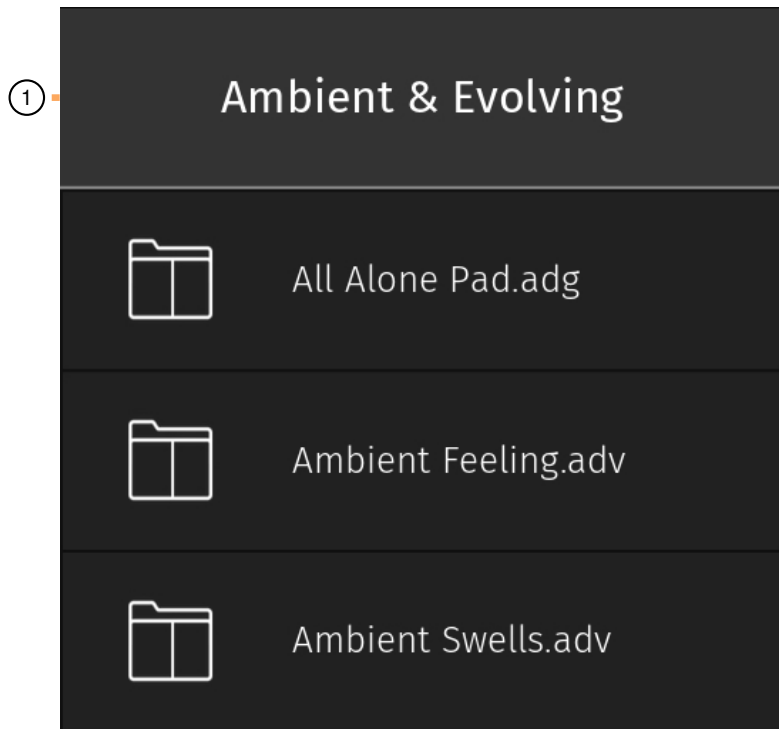 1
Ambient & Evolving
All Alone Pad.adg
Ambient Feeling.adv
Ambient Swells.adv